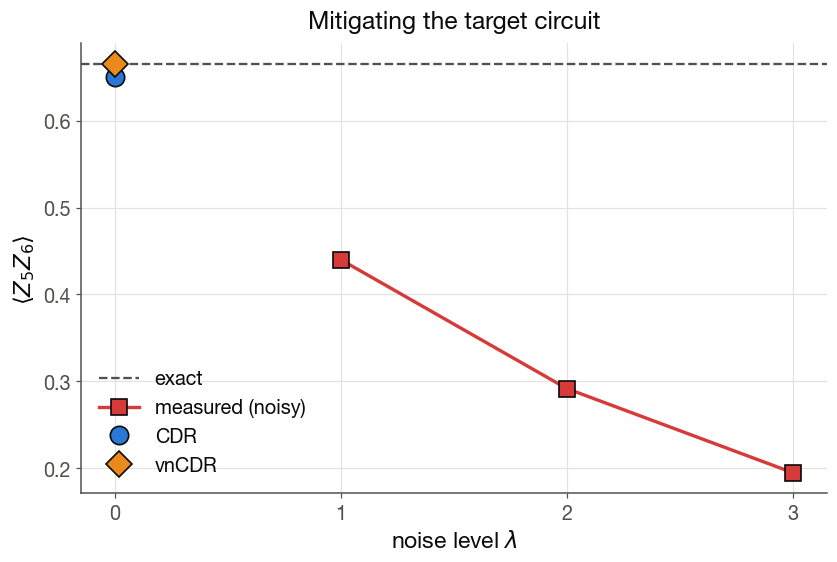 Mitigating the target circuit
⟨Z₅Z₆⟩
0.6
0.5
0.4
0.3
0.2
exact
measured (noisy)
CDR
vnCDR
0 1 2 3
noise level λ